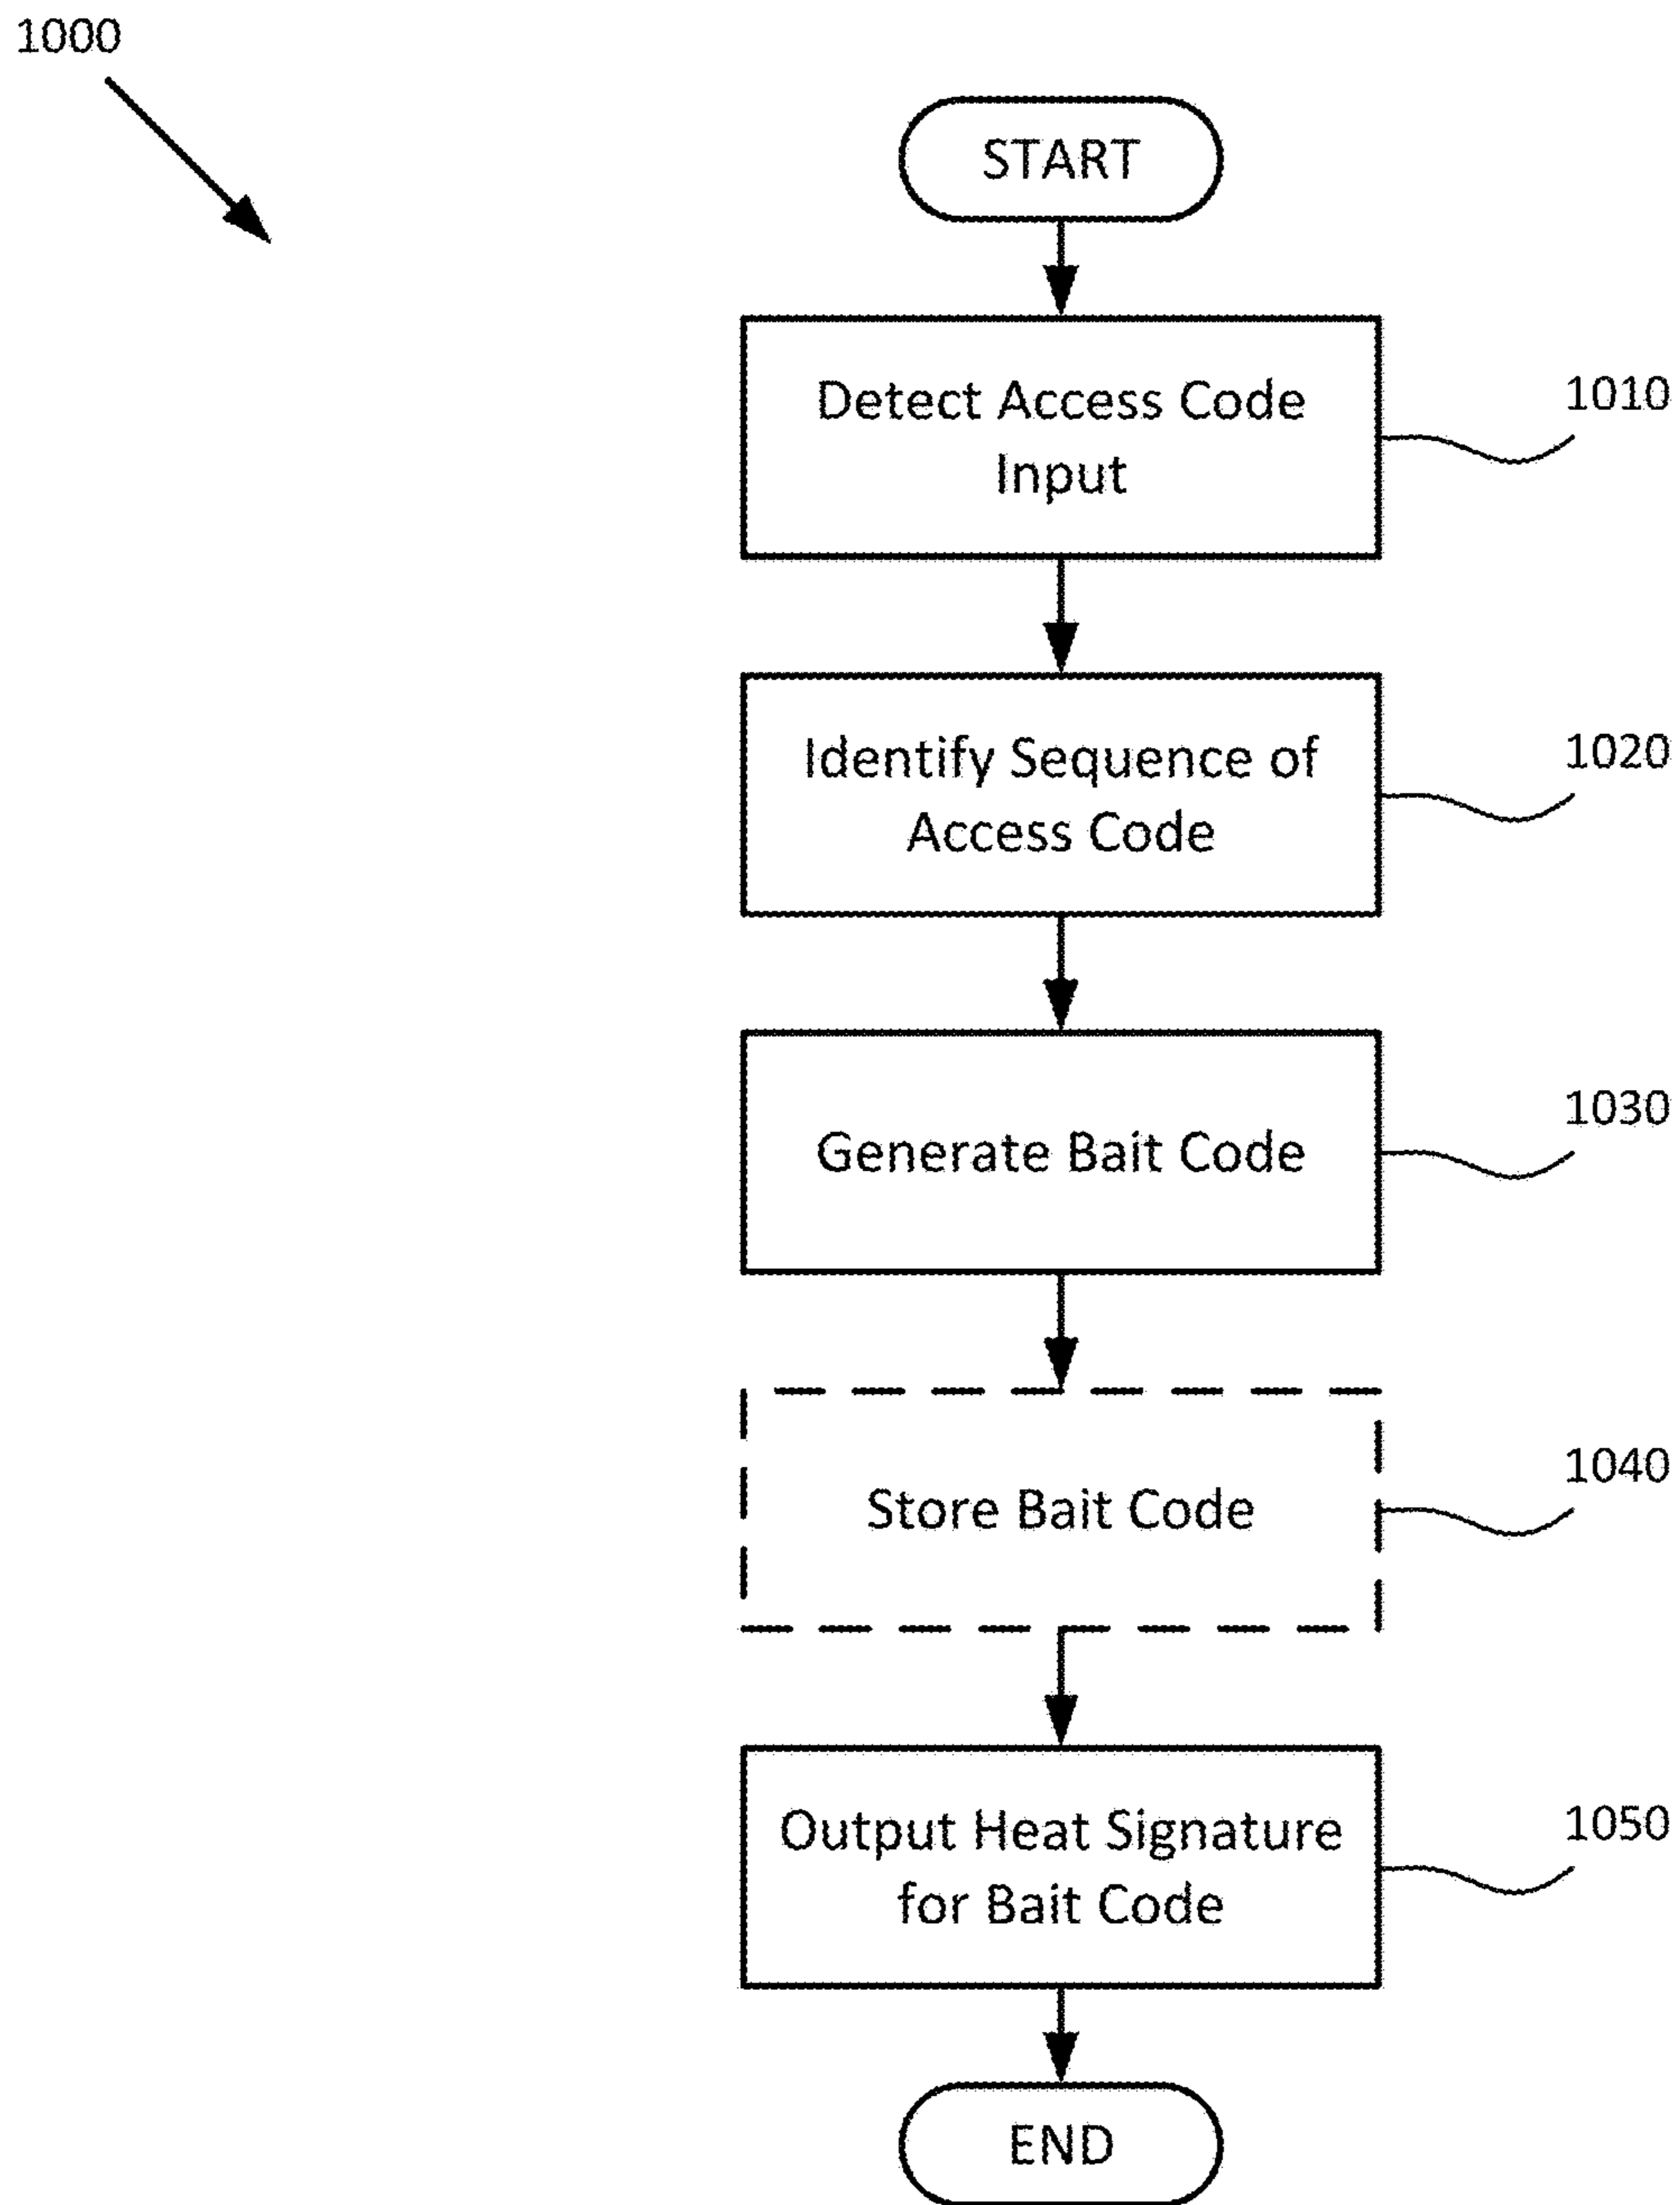 1000
START
Detect Access Code
Input
1010
Identify Sequence of
Access Code
1020
Generate Bait Code
1030
Store Bait Code
1040
Output Heat Signature
for Bait Code
1050
END